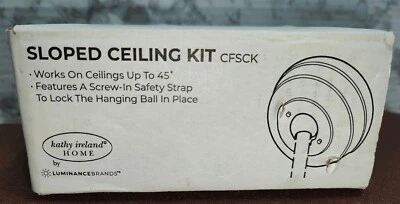 SLOPED CEILING KIT CFSCK
• Works On Ceilings Up To 45°
• Features A Screw-In Safety Strap
To Lock The Hanging Ball In Place
kathy ireland®
HOME
by
LUMINANCEBRANDS™